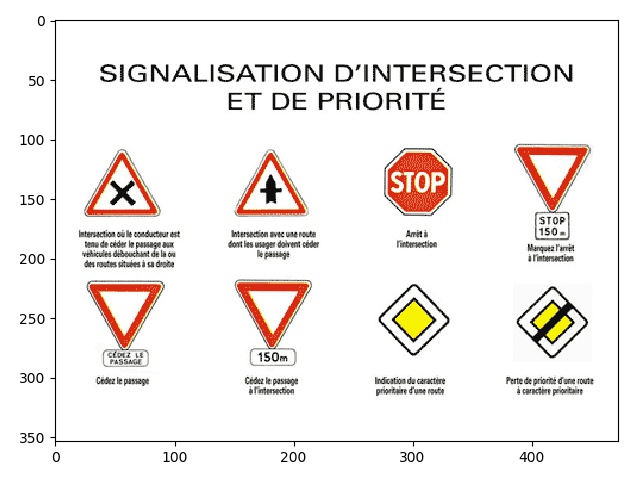 SIGNALISATION D'INTERSECTION
ET DE PRIORITÉ
STOP
STOP
150 m
Intersection où le conducteur est
tenu de céder le passage aux
véhicules débouchant de la ou
des routes situées à sa droite
Intersection avec une route
dont les usager doivent céder
le passage
Arrêt à
l'intersection
Manquez l'arrêt
à l'intersection
CÉDEZ LE
PASSAGE
150m
Cédez le passage
Cédez le passage
à l'intersection
Indication du caractère
prioritaire d'une route
Perte de priorité d'une route
à caractère prioritaire
0
50
100
150
200
250
300
350
0
100
200
300
400